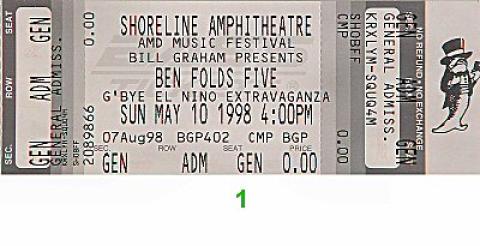 SEAT
GEN
ROW
ADM
SEC.
GEN
0.00
GENERAL ADMISS.
SHOBFF
2089866
SHORELINE AMPHITHEATRE
AMD MUSIC FESTIVAL
BILL GRAHAM PRESENTS
BEN FOLDS FIVE
G'BYE EL NINO EXTRAVAGANZA
SUN MAY 10 1998 4:00PM
07Aug98 BGP402 CMP BGP
SEC. ROW SEAT PRICE
GEN ADM GEN 0.00
CMP
SHOBFF
KRXLYM-SQUQ4M
GENERAL ADMISS.
GEN
ADM
GEN
NO REFUND/NO EXCHANGE
1